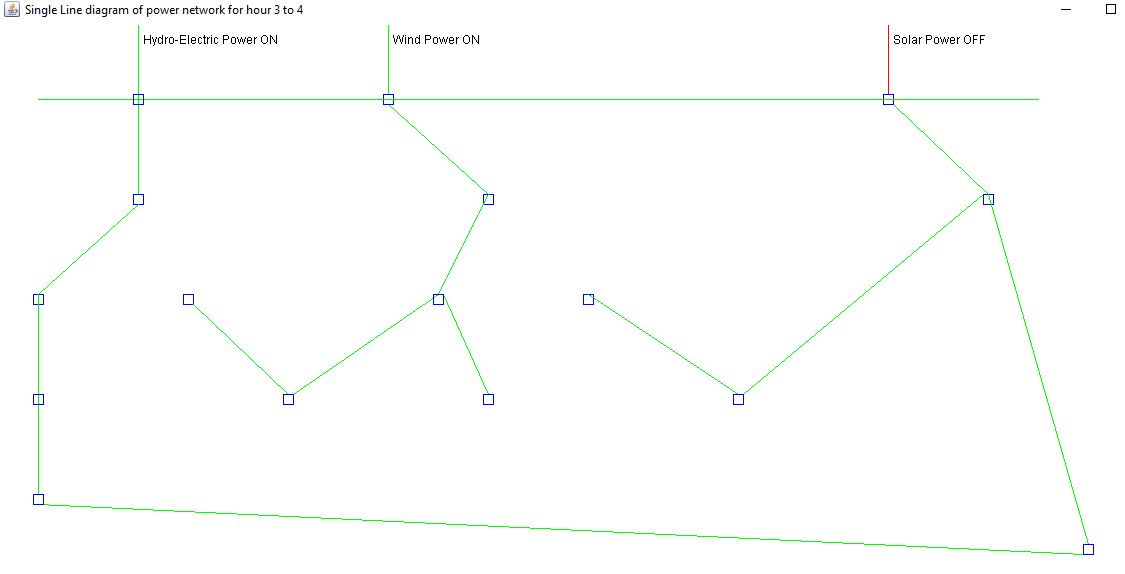 Single Line diagram of power network for hour 3 to 4
Hydro-Electric Power ON
Wind Power ON
Solar Power OFF